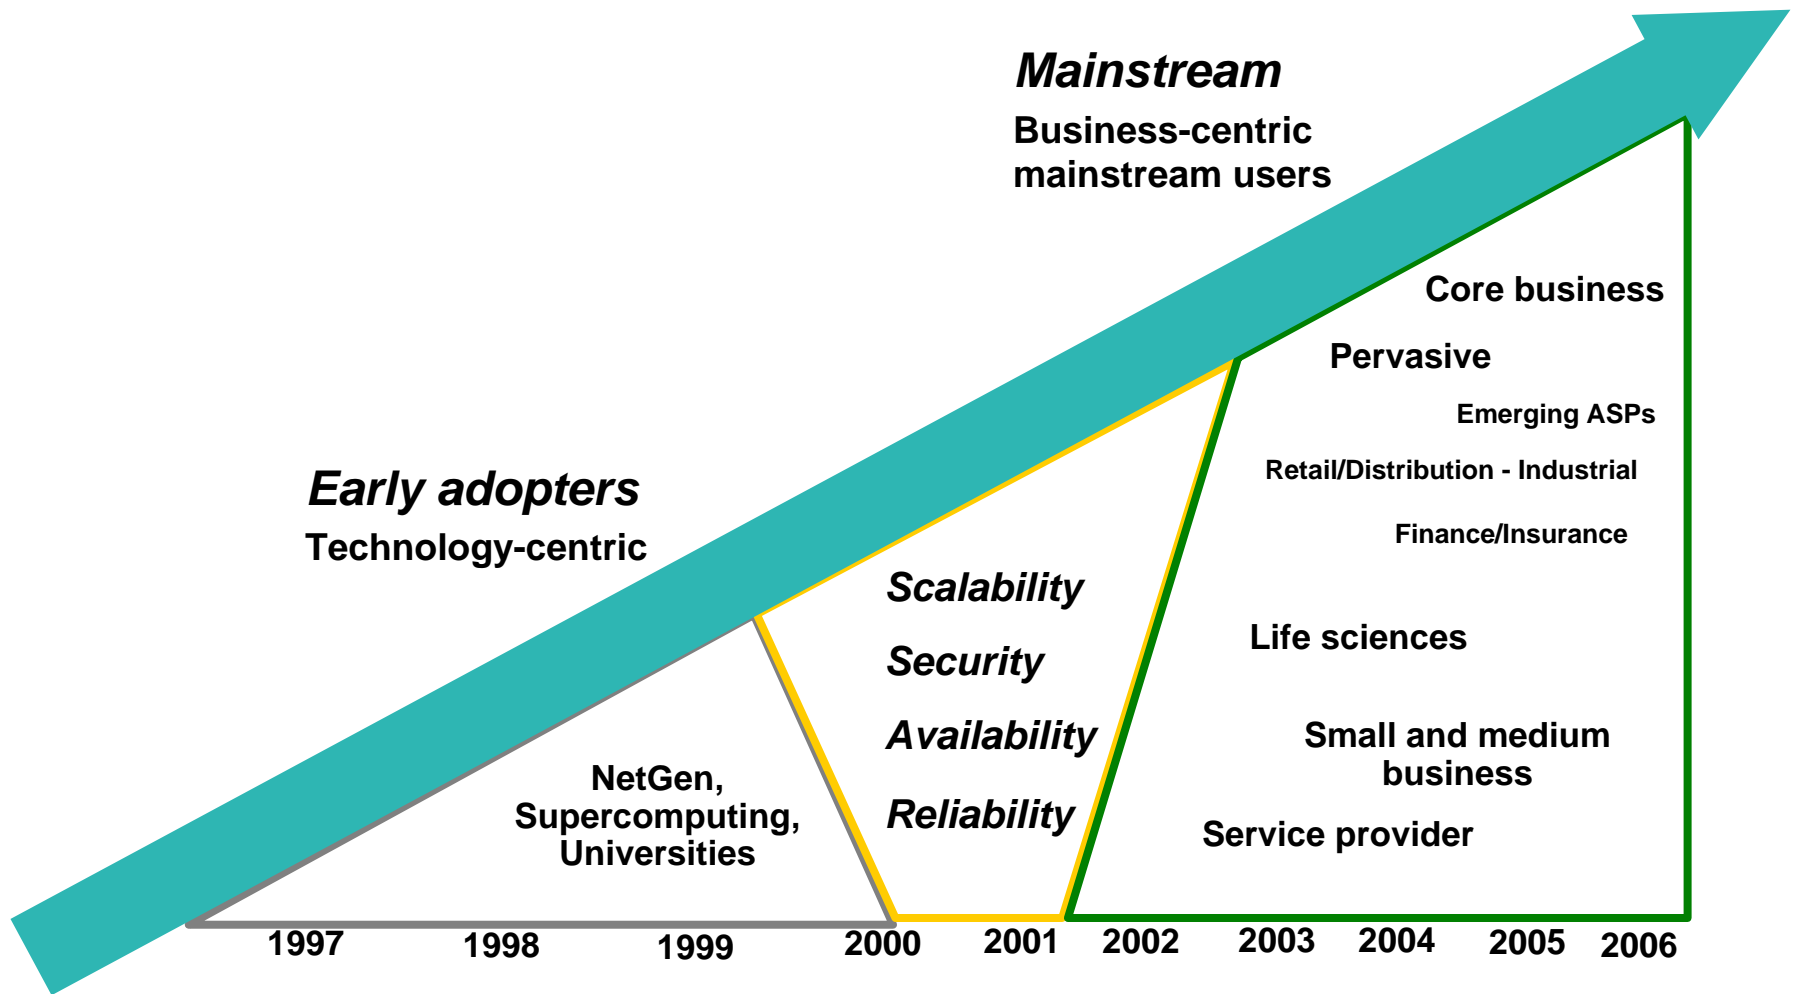 Mainstream
Business-centric
mainstream users
Early adopters
Technology-centric
NetGen,
Supercomputing,
Universities
Scalability
Security
Availability
Reliability
Core business
Pervasive
Emerging ASPs
Retail/Distribution - Industrial
Finance/Insurance
Life sciences
Small and medium
business
Service provider
1997 1998 1999 2000 2001 2002 2003 2004 2005 2006